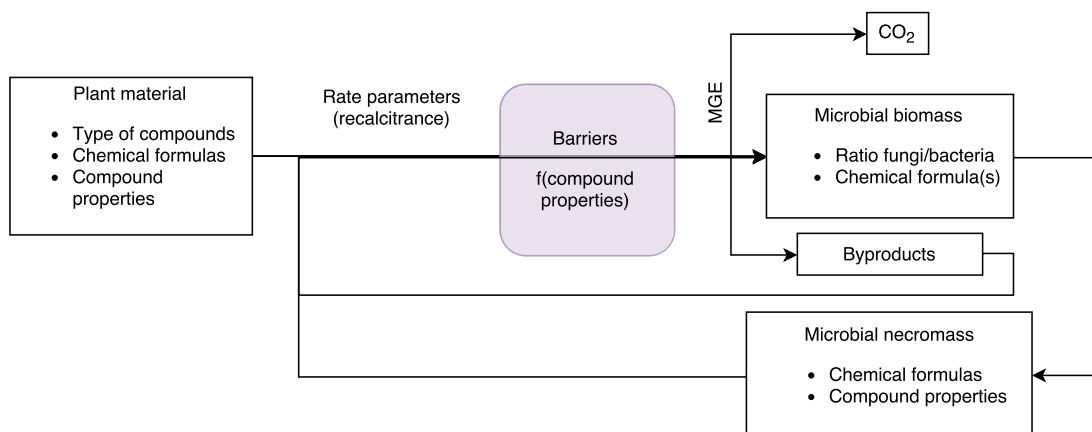 Plant material
• Type of compounds
• Chemical formulas
• Compound
properties
Rate parameters
(recalcitrance)
Barriers
f(compound
properties)
MGE
CO₂
Microbial biomass
• Ratio fungi/bacteria
• Chemical formula(s)
Byproducts
Microbial necromass
• Chemical formulas
• Compound properties